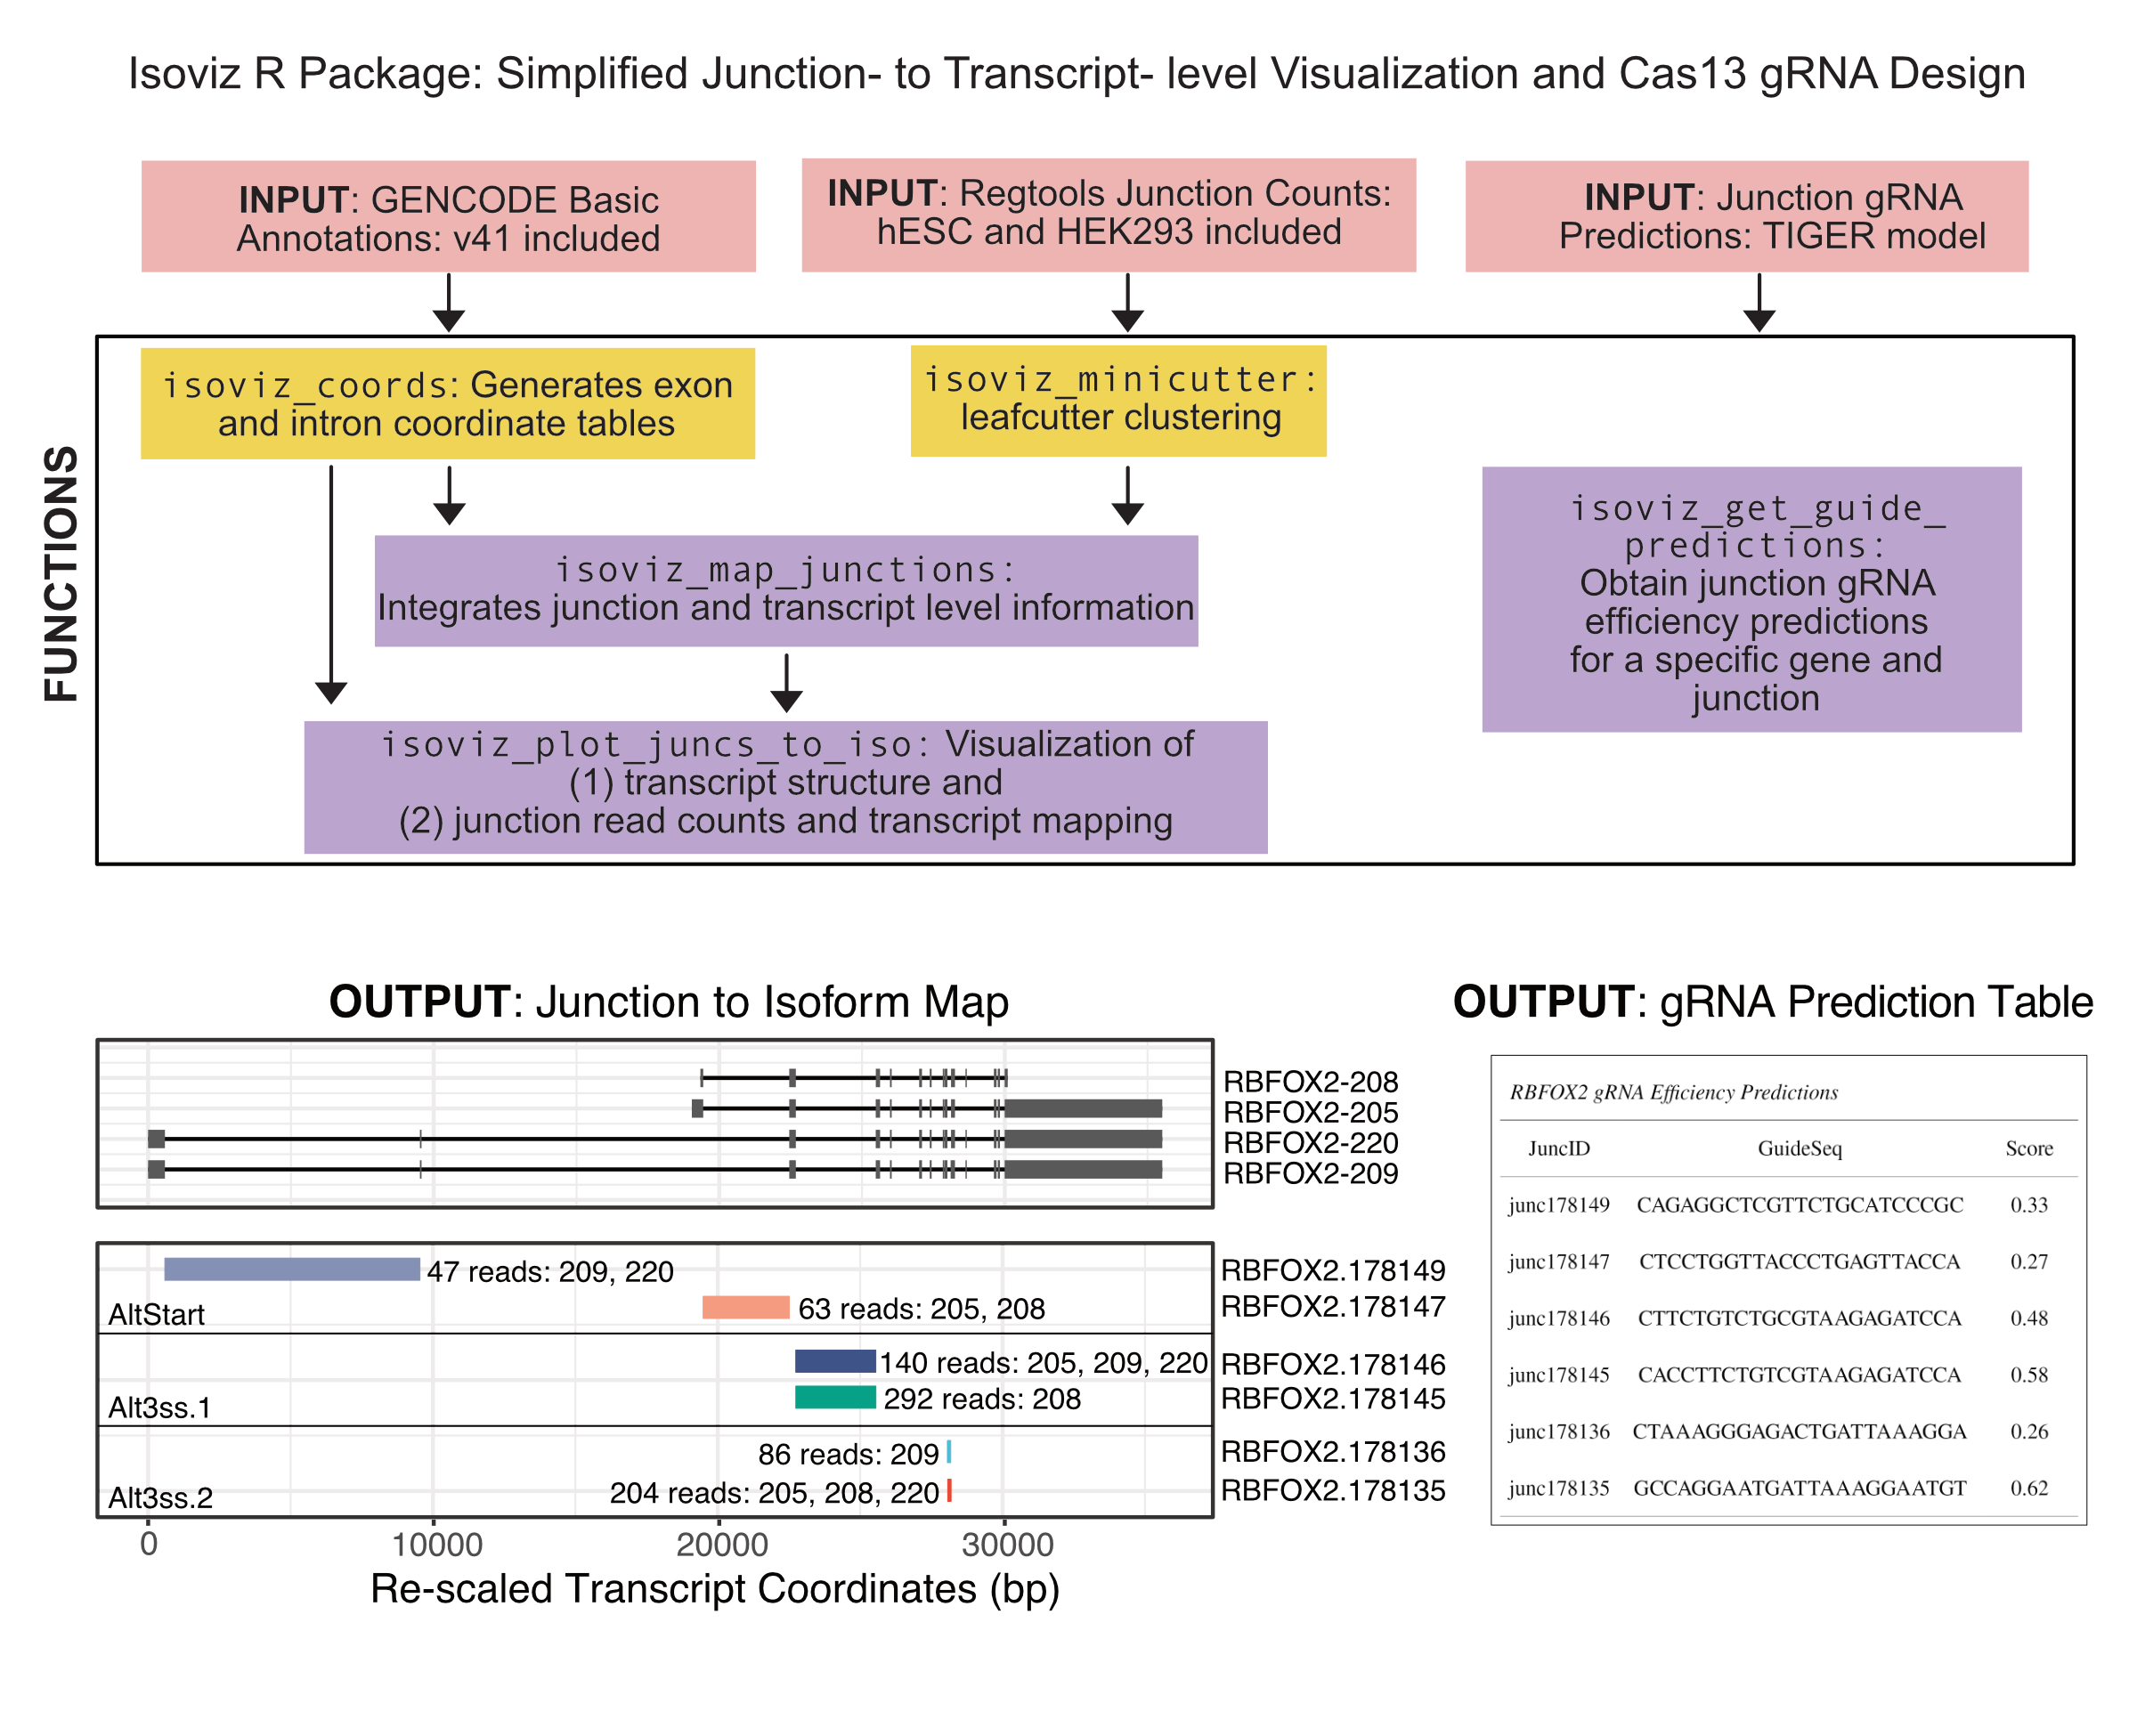 Isoviz R Package: Simplified Junction- to Transcript- level Visualization and Cas13 gRNA Design
INPUT: GENCODE Basic
Annotations: v41 included
INPUT: Regtools Junction Counts:
hESC and HEK293 included
INPUT: Junction gRNA
Predictions: TIGER model
FUNCTIONS
isoviz_coords: Generates exon
and intron coordinate tables
isoviz_minicutter:
leafcutter clustering
isoviz_map_junctions:
Integrates junction and transcript level information
isoviz_plot_juncs_to_iso: Visualization of
(1) transcript structure and
(2) junction read counts and transcript mapping
isoviz_get_guide_
predictions:
Obtain junction gRNA
efficiency predictions
for a specific gene and
junction
OUTPUT: Junction to Isoform Map
RBFOX2-208
RBFOX2-205
RBFOX2-220
RBFOX2-209
47 reads: 209, 220
RBFOX2.178149
63 reads: 205, 208
RBFOX2.178147
AltStart
140 reads: 205, 209, 220
RBFOX2.178146
292 reads: 208
RBFOX2.178145
Alt3ss.1
86 reads: 209
RBFOX2.178136
204 reads: 205, 208, 220
RBFOX2.178135
Alt3ss.2
0 10000 20000 30000
Re-scaled Transcript Coordinates (bp)
OUTPUT: gRNA Prediction Table
RBFOX2 gRNA Efficiency Predictions
JuncID GuideSeq Score
junc178149 CAGAGGCTCGTTCTGCATCCCGC 0.33
junc178147 CTCCTGGTTACCCTGAGTTACCA 0.27
junc178146 CTTCTGTCTGCGTAAGAGATCCA 0.48
junc178145 CACCTTCTGTCGTAAGAGATCCA 0.58
junc178136 CTAAAGGGAGACTGATTAAAGGA 0.26
junc178135 GCCAGGAATGATTAAAGGAATGT 0.62